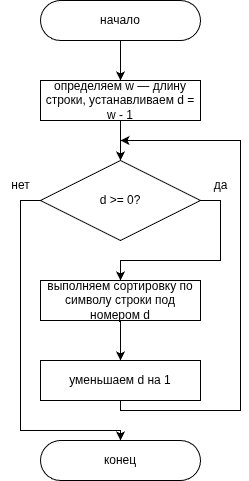 начало
определяем w — длину
строки, устанавливаем d =
w - 1
нет
да
d >= 0?
выполняем сортировку по
символу строки под
номером d
уменьшаем d на 1
конец